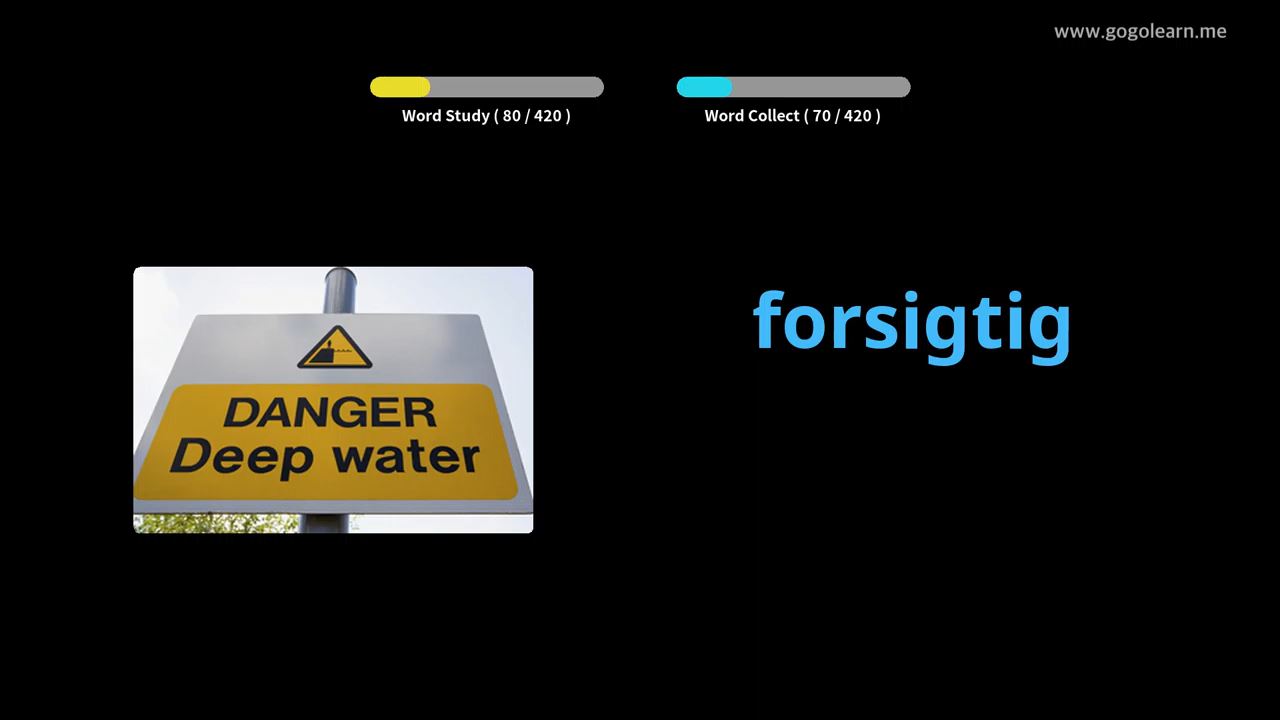 www.gogolearn.me
Word Study ( 80 / 420 )
Word Collect ( 70 / 420 )
forsigtig
DANGER
Deep water